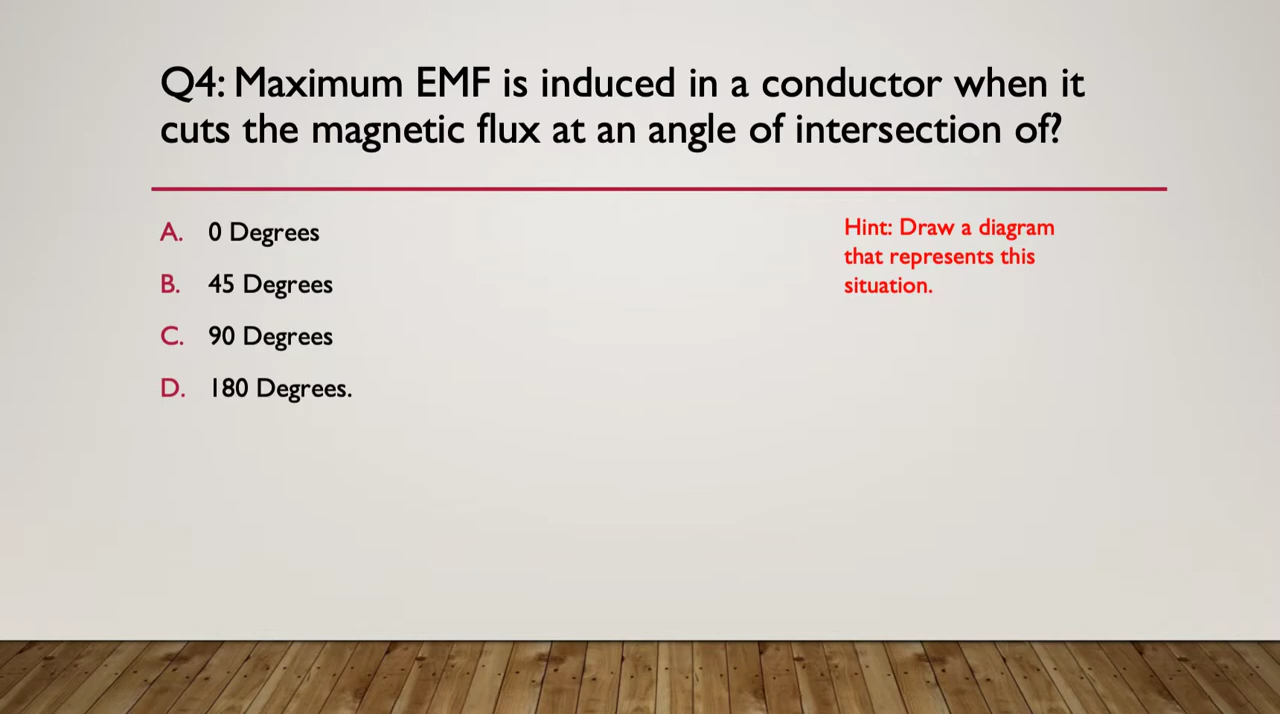 Q4: Maximum EMF is induced in a conductor when it
cuts the magnetic flux at an angle of intersection of?
A. 0 Degrees
B. 45 Degrees
C. 90 Degrees
D. 180 Degrees.
Hint: Draw a diagram
that represents this
situation.